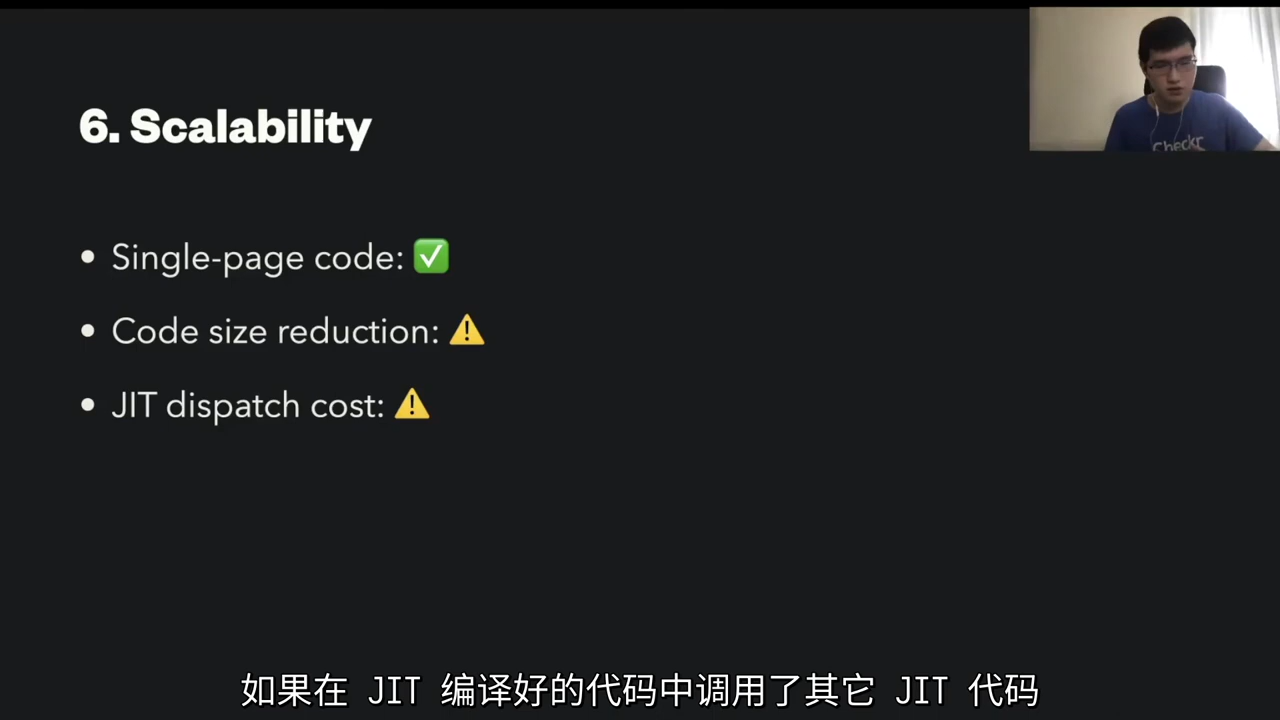 6. Scalability
Checkr
• Single-page code: ✅
• Code size reduction: ⚠️
• JIT dispatch cost: ⚠️
如果在 JIT 编译好的代码中调用了其它 JIT 代码